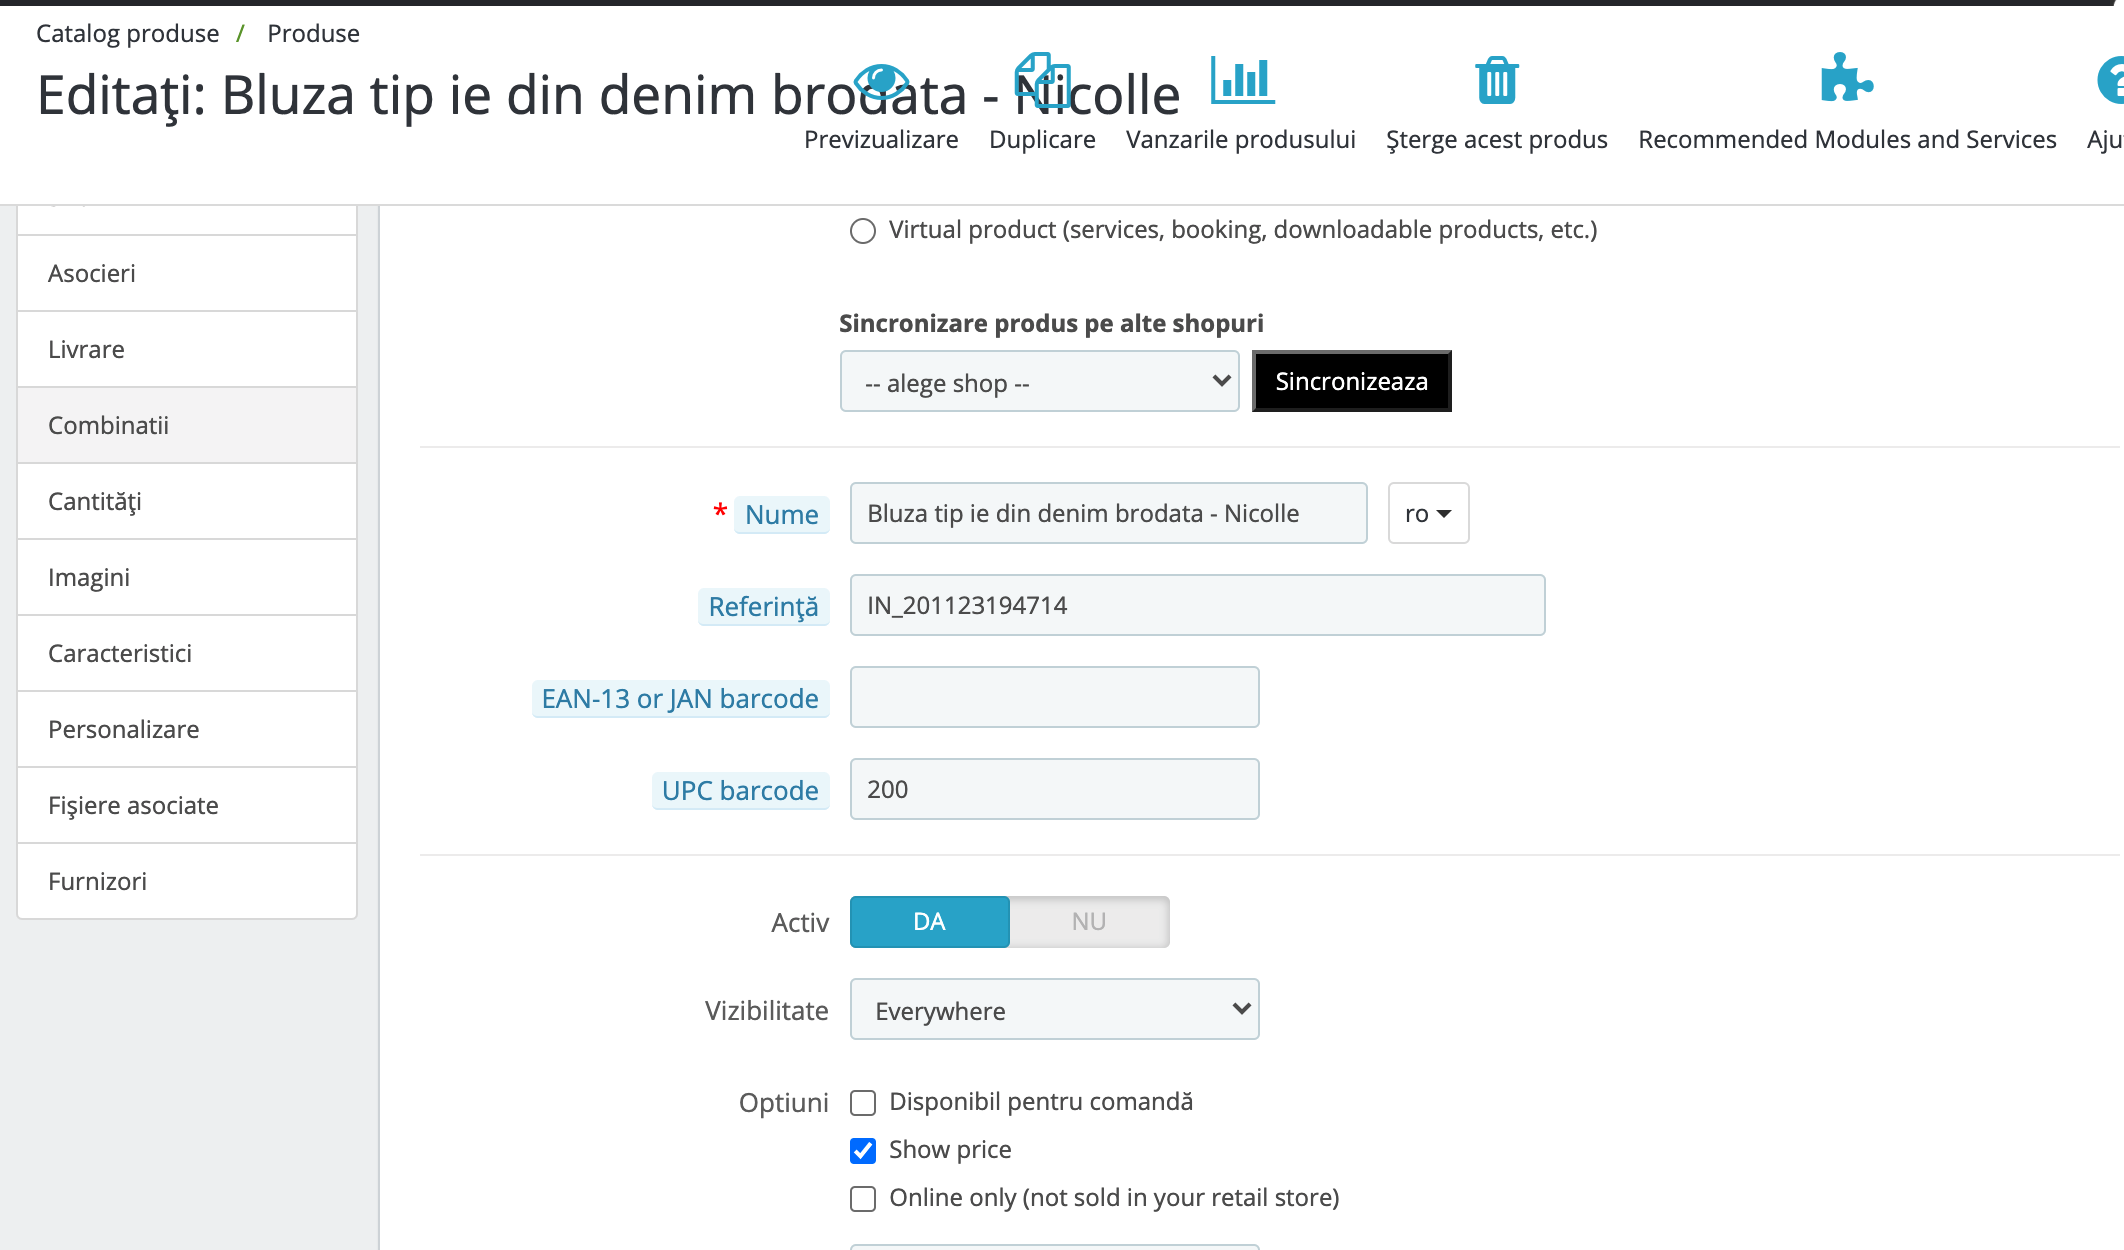 Catalog produse / Produse
Editaţi: Bluza tip ie din denim brodata - Nicolle
Previzualizare
Duplicare
Vanzarile produsului
Şterge acest produs
Recommended Modules and Services
Aju
Asocieri
Livrare
Combinatii
Cantităţi
Imagini
Caracteristici
Personalizare
Fişiere asociate
Furnizori
Virtual product (services, booking, downloadable products, etc.)
Sincronizare produs pe alte shopuri
-- alege shop --
Sincronizeaza
* Nume
Bluza tip ie din denim brodata - Nicolle
ro
Referinţă
IN_201123194714
EAN-13 or JAN barcode
UPC barcode
200
Activ
DA
NU
Vizibilitate
Everywhere
Optiuni
Disponibil pentru comandă
Show price
Online only (not sold in your retail store)